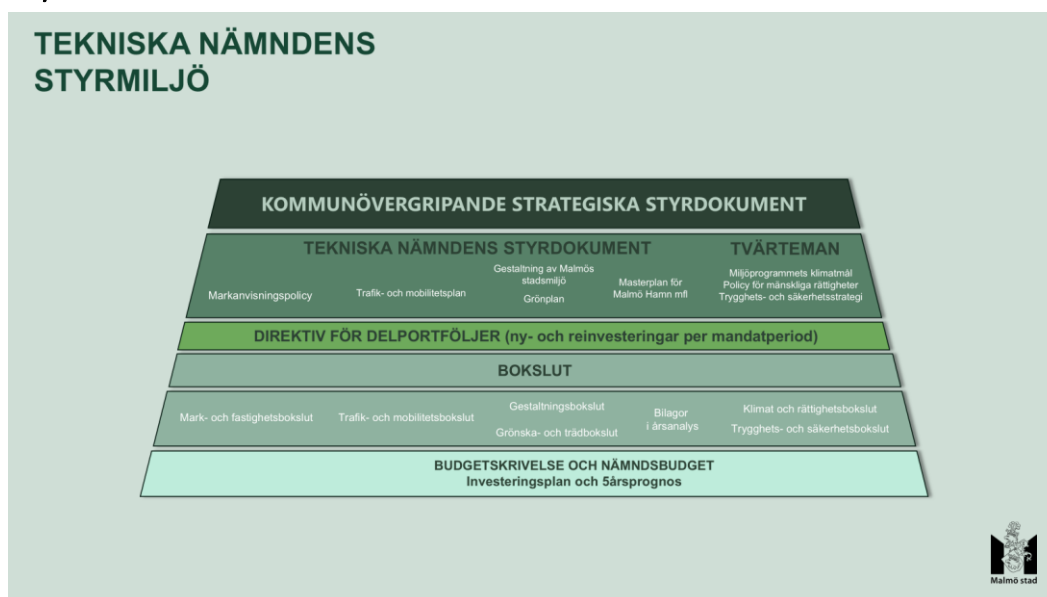 TEKNISKA NÄMNDENS
STYRMILJÖ
KOMMUNÖVERGRIPANDE STRATEGISKA STYRDOKUMENT
TEKNISKA NÄMNDENS STYRDOKUMENT
Markanvisningspolicy
Trafik- och mobilitetsplan
Gestaltning av Malmös
stadsmiljö
Grönplan
Masterplan för
Malmö Hamn mfl
TVÄRTEMAN
Miljöprogrammets klimatmål
Policy för mänskliga rättigheter
Trygghets- och säkerhetsstrategi
DIREKTIV FÖR DELPORTFÖLJER (ny- och reinvesteringar per mandatperiod)
BOKSLUT
Mark- och fastighetsbokslut
Trafik- och mobilitetsbokslut
Gestaltningsbokslut
Grönska- och trädbokslut
Bilagor
i årsanalys
Klimat och rättighetsbokslut
Trygghets- och säkerhetsbokslut
BUDGETSKRIVELSE OCH NÄMNDSBUDGET
Investeringsplan och 5årsprognos
Malmö stad